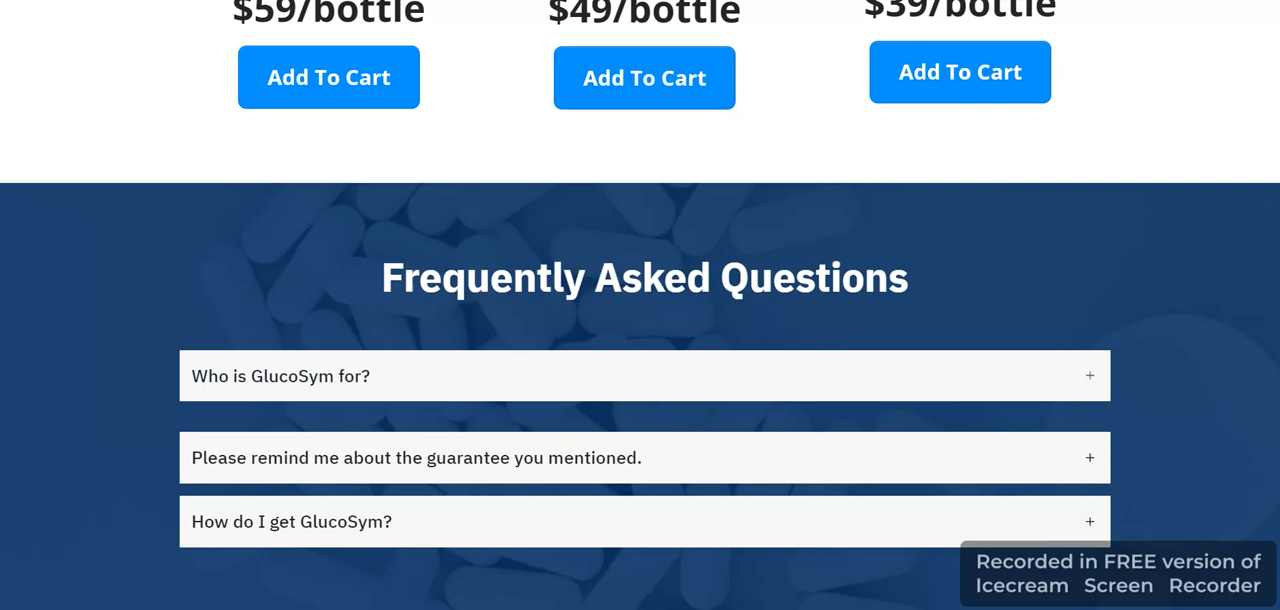 $59/bottle $49/bottle $39/bottle
Add To Cart Add To Cart Add To Cart
Frequently Asked Questions
Who is GlucoSym for? +
Please remind me about the guarantee you mentioned. +
How do I get GlucoSym? +
Recorded in FREE version of
Icecream Screen Recorder